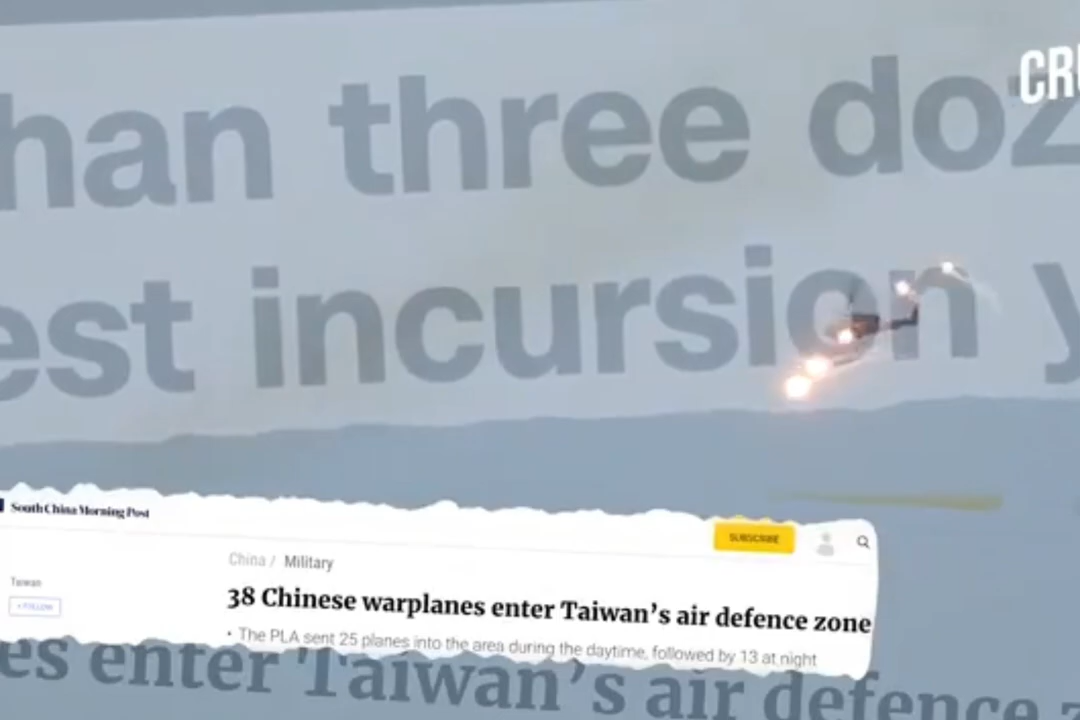 CRU
han three doz
est incursion y
South China Morning Post
SUBSCRIBE
China / Military
Taiwan
+ FOLLOW
38 Chinese warplanes enter Taiwan's air defence zone
• The PLA sent 25 planes into the area during the daytime, followed by 13 at night
es enter Taiwan's air defence z